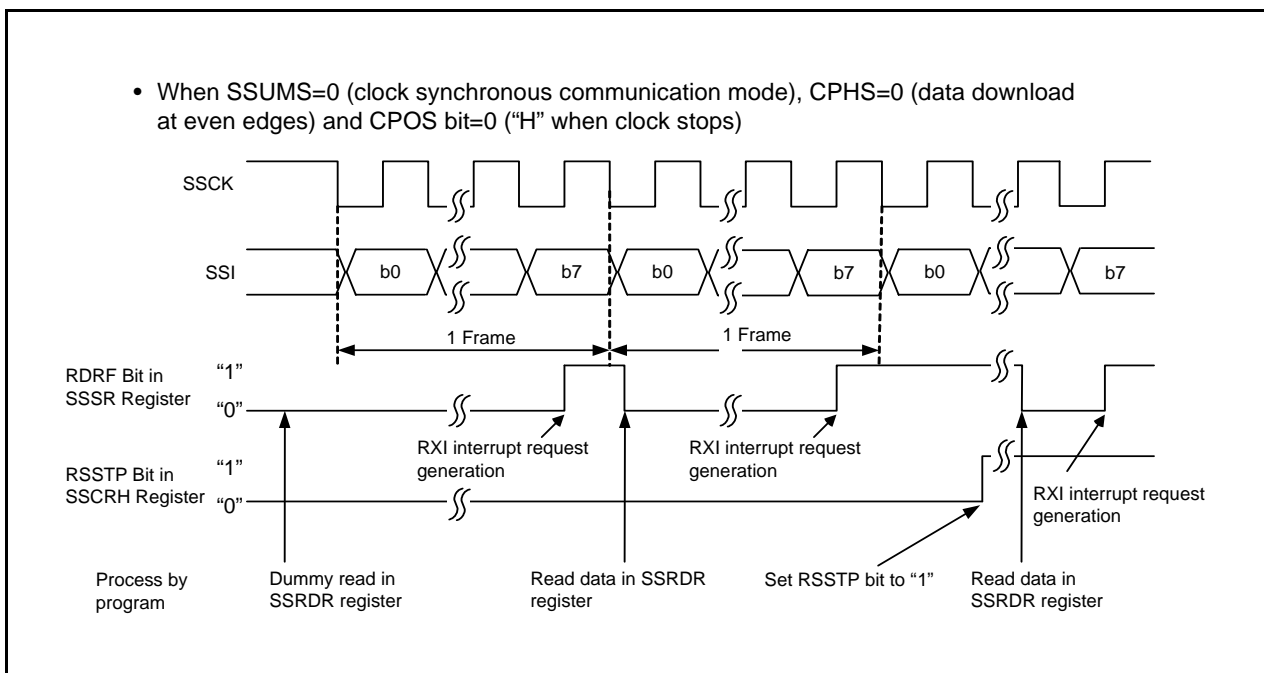 • When SSUMS=0 (clock synchronous communication mode), CPHS=0 (data download
at even edges) and CPOS bit=0 (“H” when clock stops)
SSCK
SSI
b0
b7
b0
b7
b0
b7
1 Frame
1 Frame
RDRF Bit in
SSSR Register
“1”
“0”
RXI interrupt request
generation
RXI interrupt request
generation
RSSTP Bit in
SSCRH Register
“1”
“0”
RXI interrupt request
generation
Process by
program
Dummy read in
SSRDR register
Read data in SSRDR
register
Set RSSTP bit to “1”
Read data in
SSRDR register